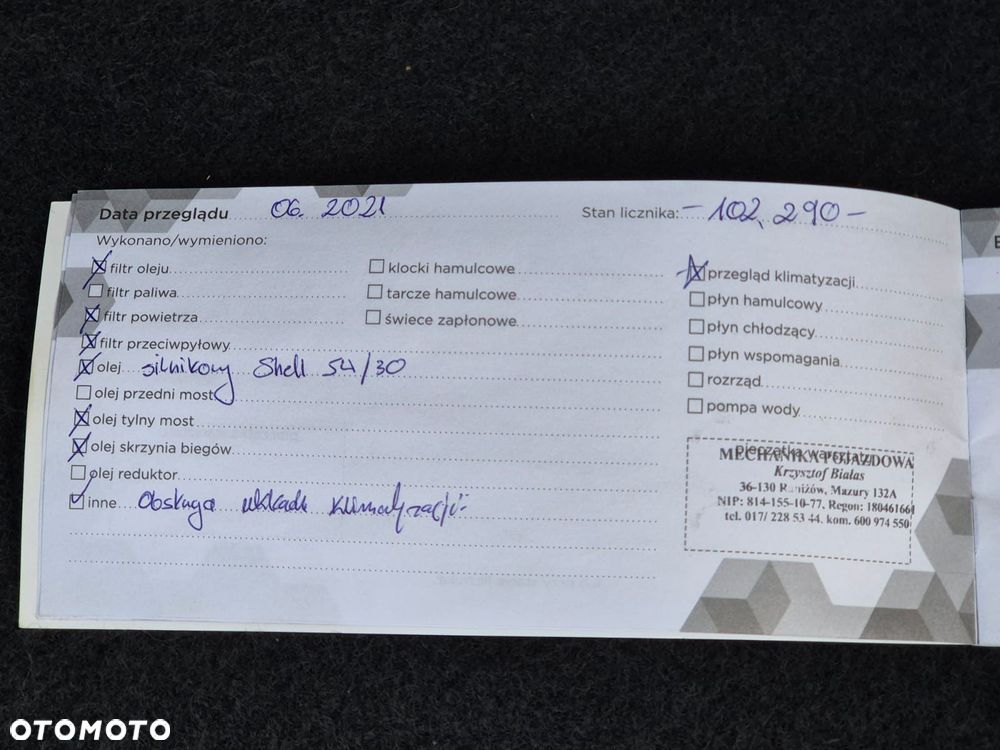 Data przeglądu 06. 2021 Stan licznika: - 102,290 -
Wykonano/wymieniono:
filtr oleju
filtr paliwa
filtr powietrza
filtr przeciwpyłowy
olej silnikowy Shell 5W/30
olej przedni most
olej tylny most
olej skrzynia biegów
olej reduktor
inne Obsługa układu klimatyzacji
klocki hamulcowe
tarcze hamulcowe
świece zapłonowe
przegląd klimatyzacji
płyn hamulcowy
płyn chłodzący
płyn wspomagania
rozrząd
pompa wody
pieczątka warsztatu
MECHANIKA POJAZDOWA
Krzysztof Białas
36-130 Raniżów, Mazury 132A
NIP: 814-155-10-77, Regon: 180461661
tel. 017/ 228 53 44, kom. 600 974 550
OTOMOTO